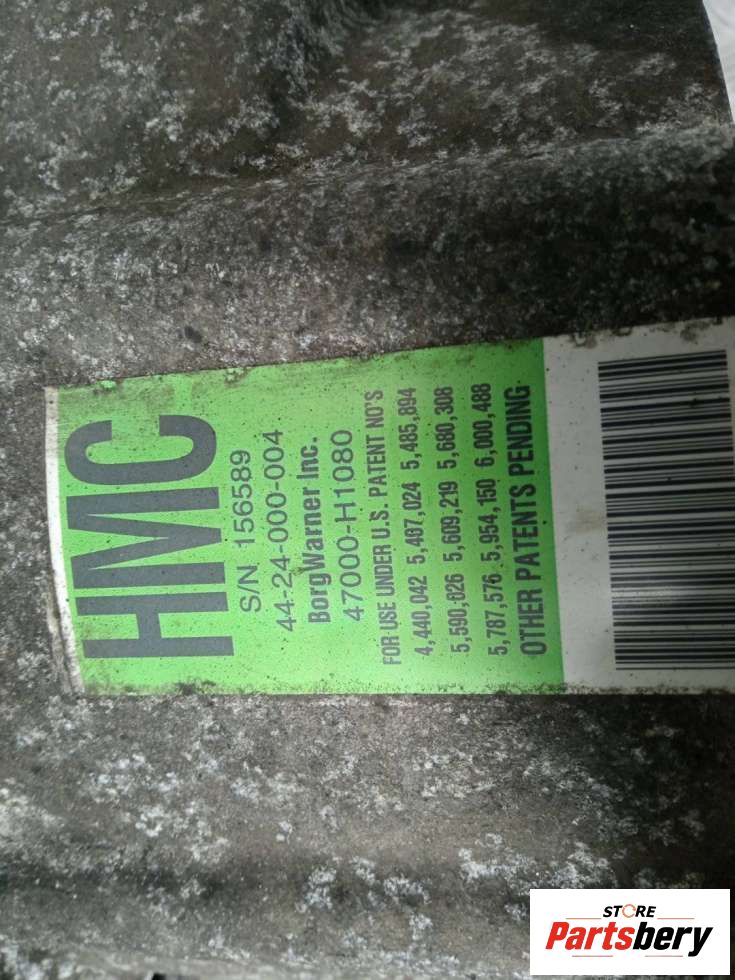 HMC
S/N 156589
44-24-000-004
BorgWarner Inc.
47000-H1080
FOR USE UNDER U.S. PATENT NO'S
4,440,042 5,467,024 5,485,894
5,590,626 5,609,219 5,680,308
5,787,576 5,954,150 6,000,488
OTHER PATENTS PENDING
STORE
Partsbery